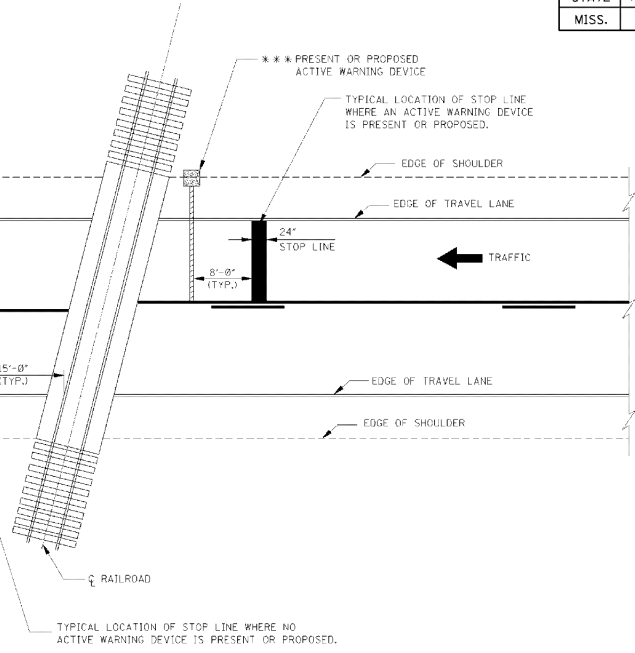 MISS.
*** PRESENT OR PROPOSED
ACTIVE WARNING DEVICE
TYPICAL LOCATION OF STOP LINE
WHERE AN ACTIVE WARNING DEVICE
IS PRESENT OR PROPOSED.
EDGE OF SHOULDER
EDGE OF TRAVEL LANE
24"
STOP LINE
8'-0"
(TYP.)
TRAFFIC
15'-0"
(TYP.)
EDGE OF TRAVEL LANE
EDGE OF SHOULDER
℄ RAILROAD
TYPICAL LOCATION OF STOP LINE WHERE NO
ACTIVE WARNING DEVICE IS PRESENT OR PROPOSED.